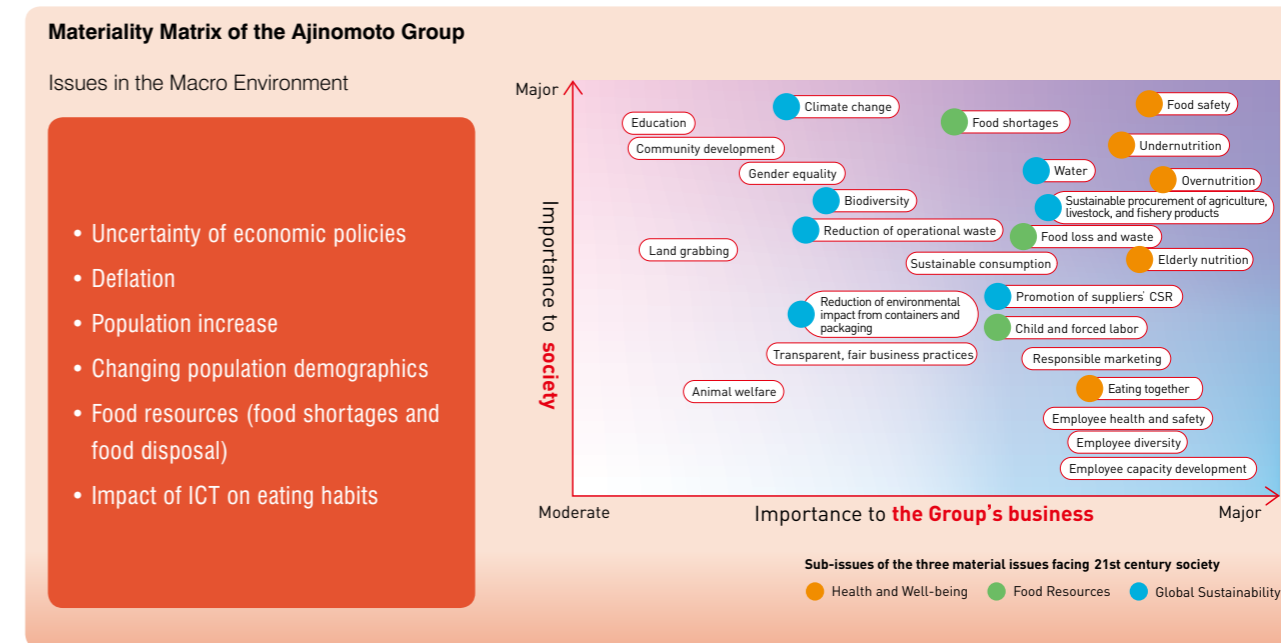 Materiality Matrix of the Ajinomoto Group
Issues in the Macro Environment
• Uncertainty of economic policies
• Deflation
• Population increase
• Changing population demographics
• Food resources (food shortages and
food disposal)
• Impact of ICT on eating habits
Major
Importance to society
Climate change
Food safety
Education
Food shortages
Community development
Undernutrition
Gender equality
Water
Overnutrition
Biodiversity
Sustainable procurement of agriculture,
livestock, and fishery products
Reduction of operational waste
Food loss and waste
Land grabbing
Sustainable consumption
Elderly nutrition
Reduction of environmental
impact from containers and
packaging
Promotion of suppliers' CSR
Child and forced labor
Transparent, fair business practices
Responsible marketing
Animal welfare
Eating together
Employee health and safety
Employee diversity
Employee capacity development
Moderate
Importance to the Group's business
Major
Sub-issues of the three material issues facing 21st century society
Health and Well-being
Food Resources
Global Sustainability